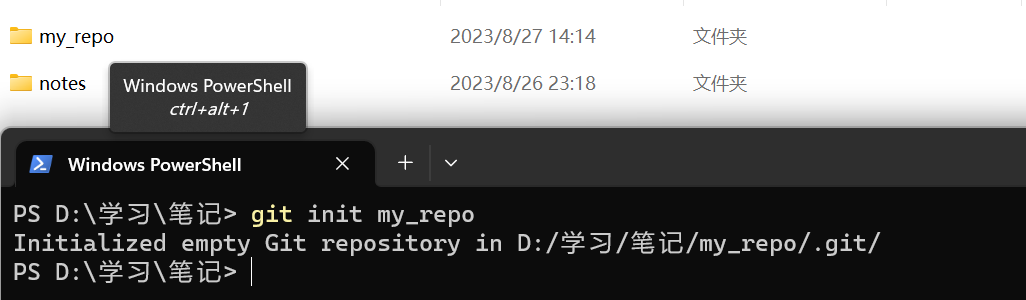 my_repo 2023/8/27 14:14 文件夹
notes 2023/8/26 23:18 文件夹
Windows PowerShell
ctrl+alt+1
Windows PowerShell
PS D:\学习\笔记> git init my_repo
Initialized empty Git repository in D:/学习/笔记/my_repo/.git/
PS D:\学习\笔记>